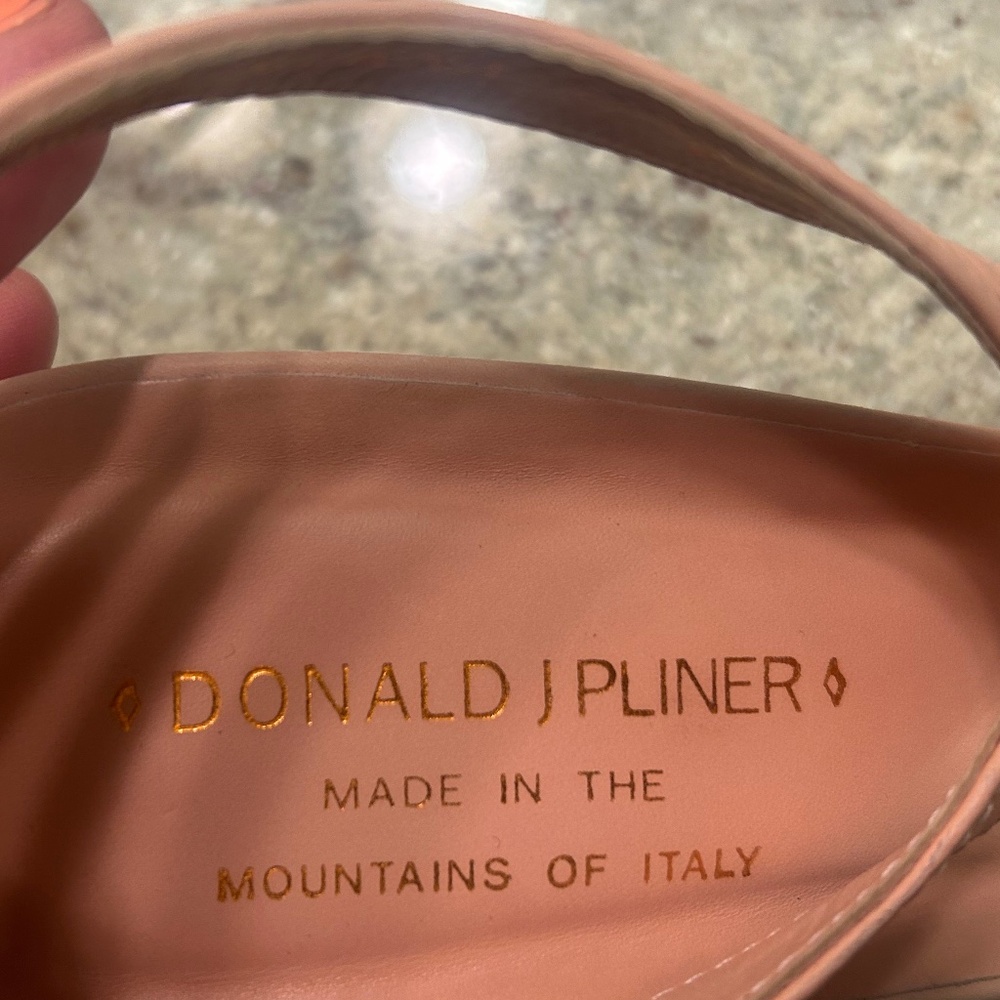 ◊ DONALD J PLINER ◊
MADE IN THE
MOUNTAINS OF ITALY